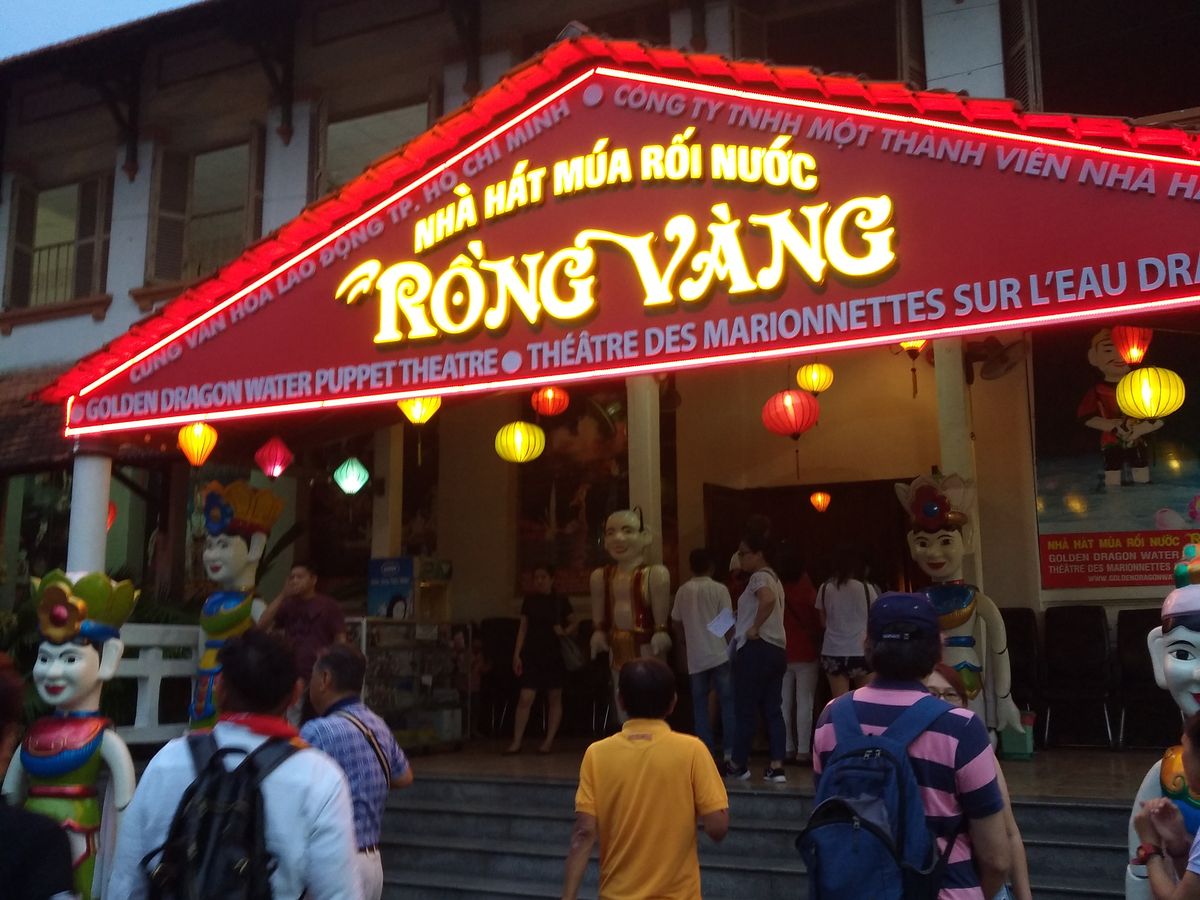 CUNG VĂN HÓA LAO ĐỘNG TP. HỒ CHÍ MINH ● CÔNG TY TNHH MỘT THÀNH VIÊN NHÀ H
NHÀ HÁT MÚA RỐI NƯỚC
RỒNG VÀNG
● GOLDEN DRAGON WATER PUPPET THEATRE ● THÉÂTRE DES MARIONNETTES SUR L'EAU DRA
NHÀ HÁT MÚA RỐI NƯỚC
GOLDEN DRAGON WATER
THÉÂTRE DES MARIONNETTES
WWW.GOLDENDRAGONW